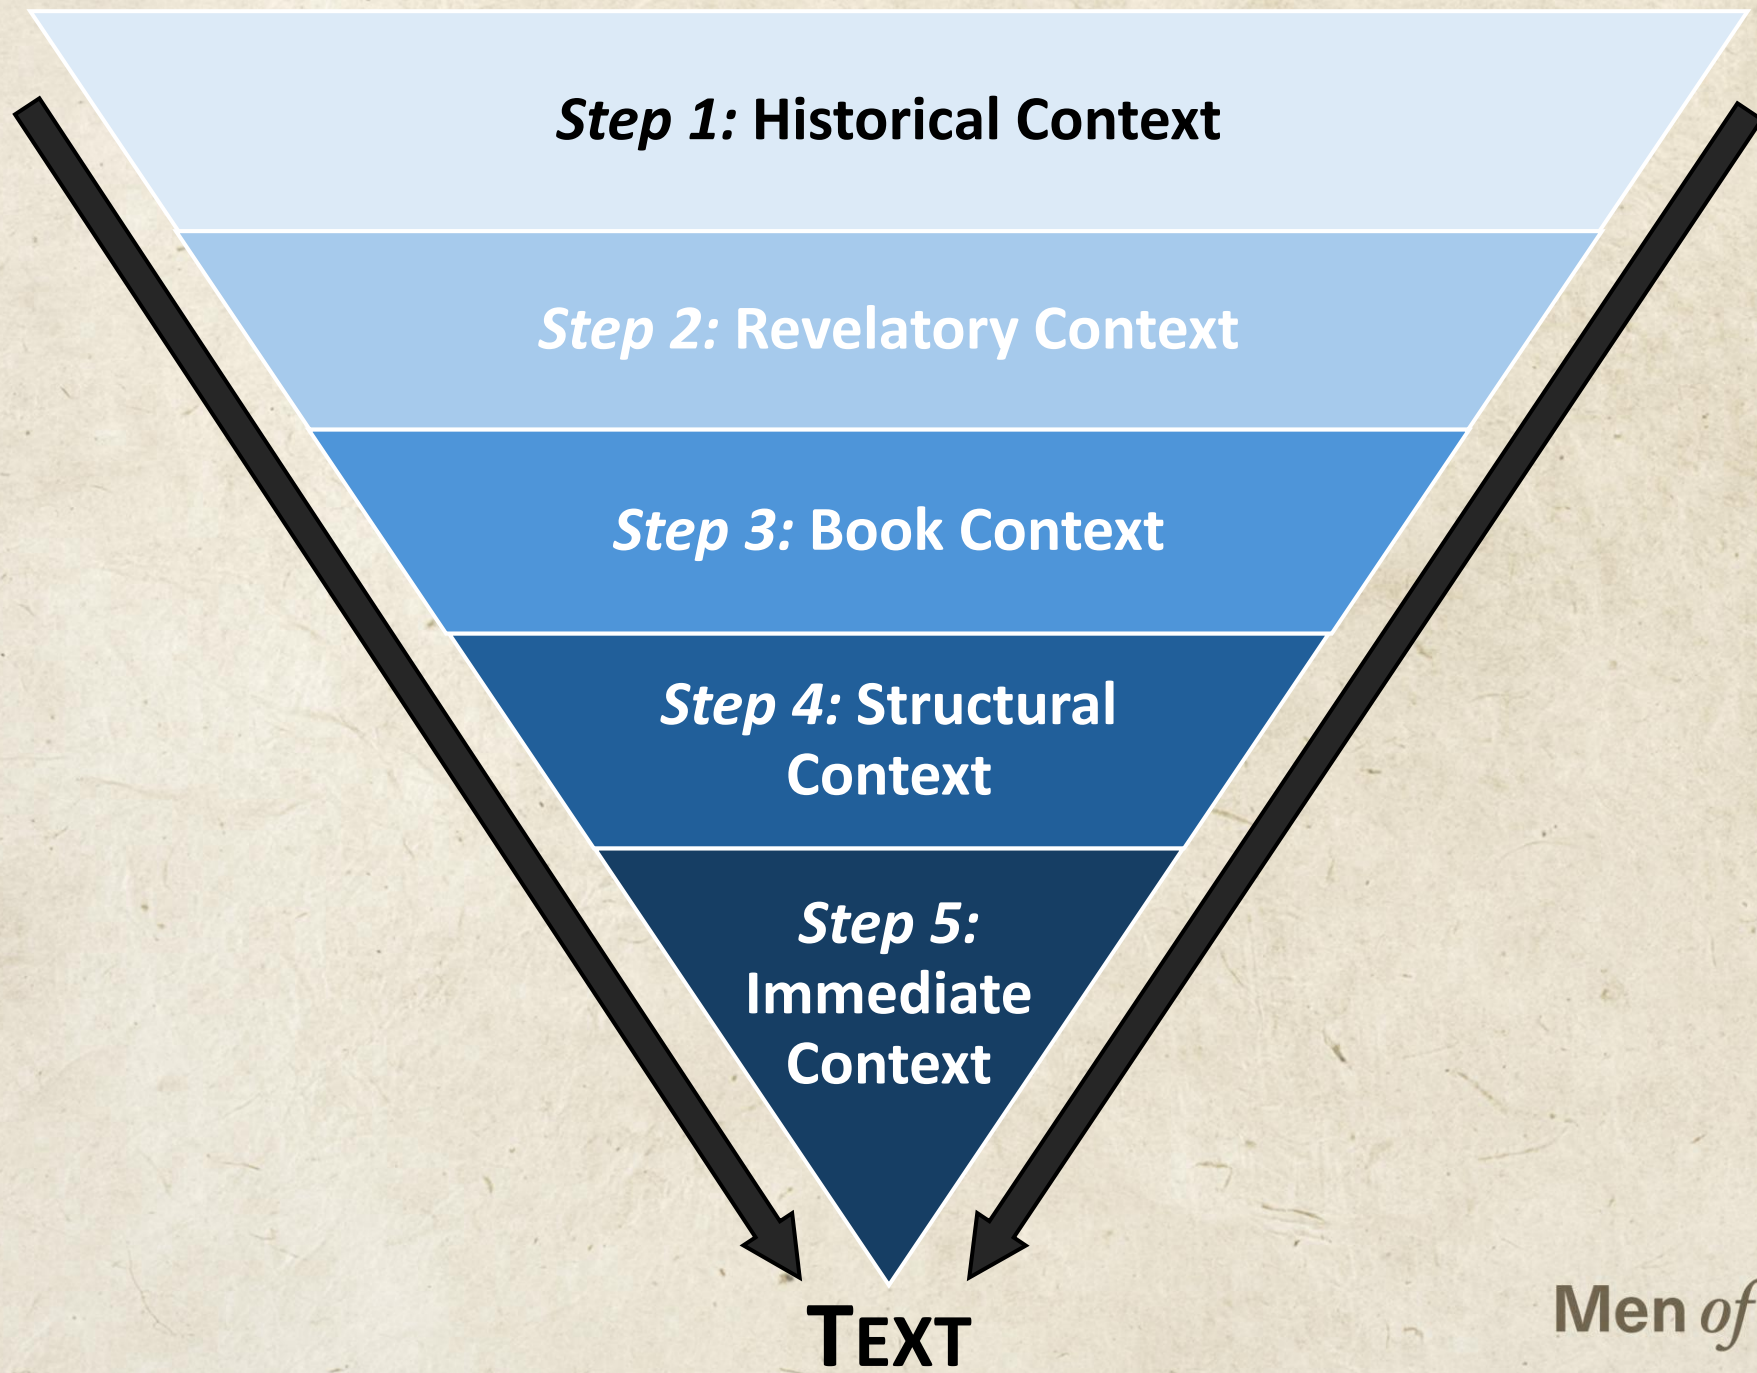 Step 1: Historical Context
Step 2: Revelatory Context
Step 3: Book Context
Step 4: Structural
Context
Step 5:
Immediate
Context
TEXT
Men of